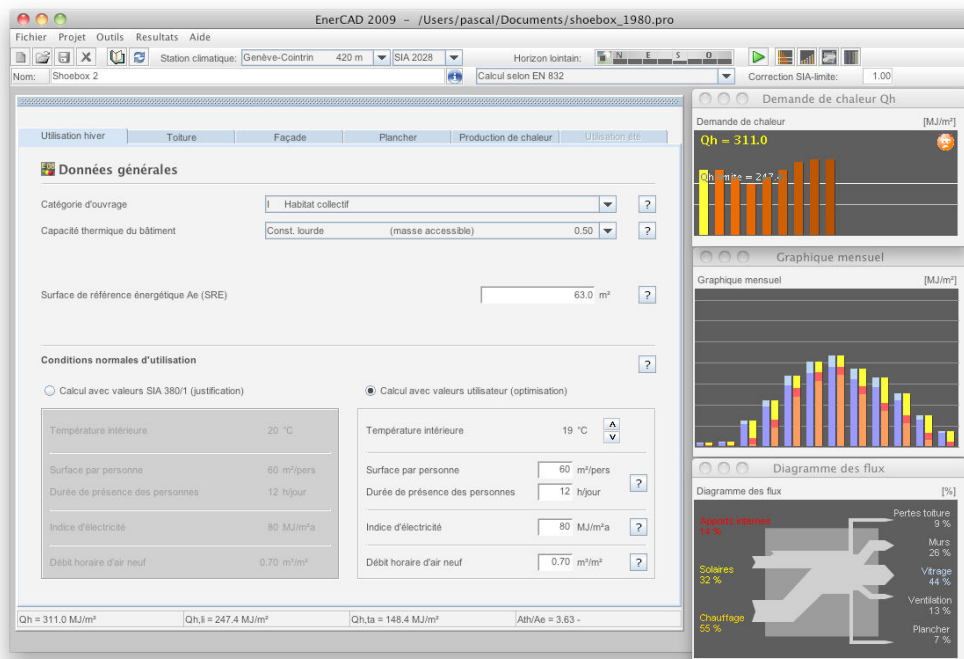 EnerCAD 2009 – /Users/pascal/Documents/shoebox_1980.pro
Fichier Projet Outils Resultats Aide
Station climatique: Genève-Cointrin 420 m SIA 2028 Horizon lointain: N E S O
Nom: Shoebox 2 Calcul selon EN 832 Correction SIA-limite: 1.00
Utilisation hiver Toiture Façade Plancher Production de chaleur Utilisation été
Données générales
Catégorie d'ouvrage I Habitat collectif ?
Capacité thermique du bâtiment Const. lourde (masse accessible) 0.50 ?
Surface de référence énergétique Ae (SRE) 63.0 m² ?
Conditions normales d'utilisation ?
Calcul avec valeurs SIA 380/1 (justification)
Température intérieure 20 °C
Surface par personne 60 m²/pers
Durée de présence des personnes 12 h/jour
Indice d'électricité 80 MJ/m²a
Débit horaire d'air neuf 0.70 m³/m²
Calcul avec valeurs utilisateur (optimisation)
Température intérieure 19 °C
Surface par personne 60 m²/pers
Durée de présence des personnes 12 h/jour ?
Indice d'électricité 80 MJ/m²a ?
Débit horaire d'air neuf 0.70 m³/m² ?
Qh = 311.0 MJ/m² Qh,li = 247.4 MJ/m² Qh,ta = 148.4 MJ/m² Ath/Ae = 3.63 -
Demande de chaleur Qh
Demande de chaleur [MJ/m²]
Qh = 311.0
Qh limite = 247.4
Graphique mensuel
Graphique mensuel [MJ/m²]
Diagramme des flux
Diagramme des flux [%]
Apports internes
14 %
Solaires
32 %
Chauffage
55 %
Pertes toiture
9 %
Murs
26 %
Vitrage
44 %
Ventilation
13 %
Plancher
7 %